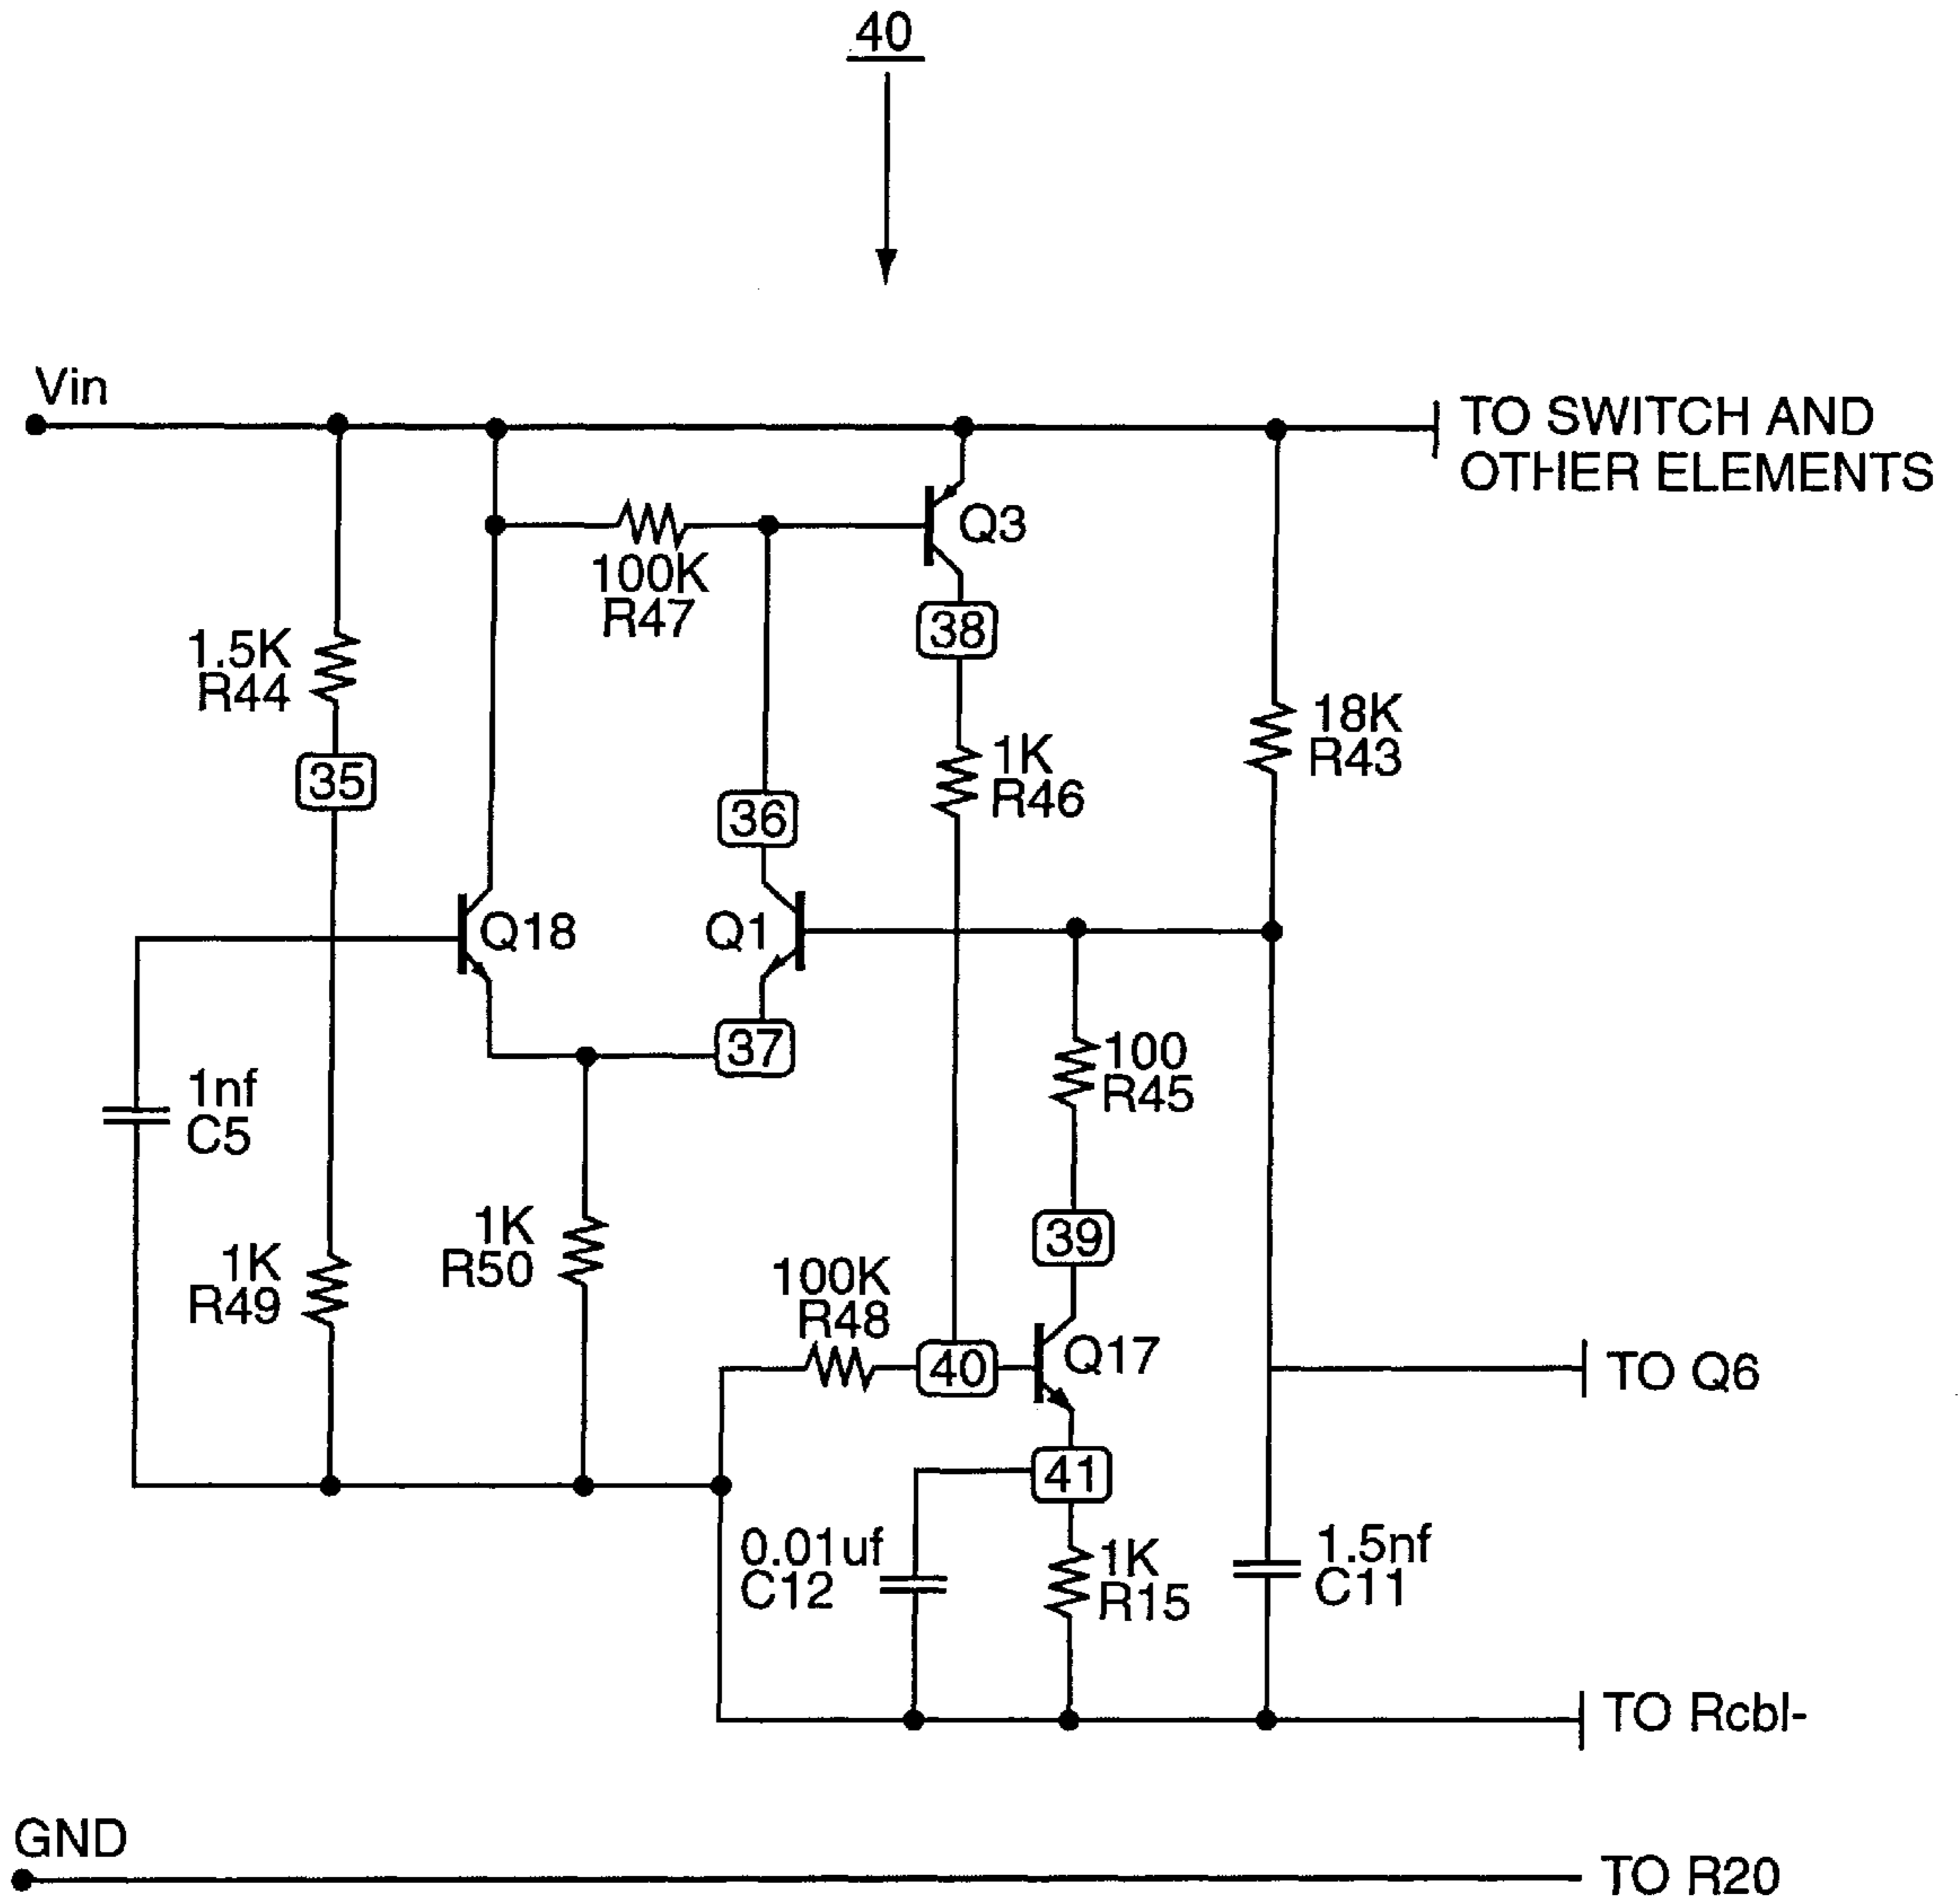 40
Vin
TO SWITCH AND
OTHER ELEMENTS
Q3
100K
R47
38
1.5K
R44
18K
R43
1K
R46
35
36
Q18
Q1
37
100
R45
1nf
C5
39
1K
R50
1K
R49
100K
R48
40
Q17
TO Q6
41
0.01uf
C12
1K
R15
1.5nf
C11
TO Rcbl-
GND
TO R20